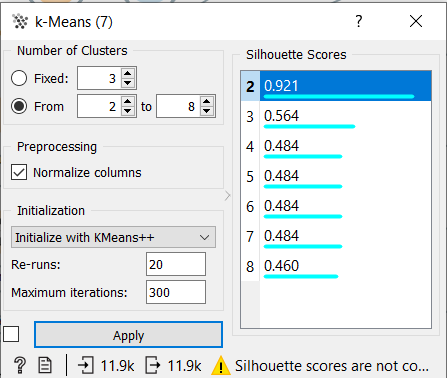 k-Means (7)
? ×
Number of Clusters
Fixed: 3
From 2 to 8
Preprocessing
Normalize columns
Initialization
Initialize with KMeans++
Re-runs: 20
Maximum iterations: 300
Apply
Silhouette Scores
2 0.921
3 0.564
4 0.484
5 0.484
6 0.484
7 0.484
8 0.460
? 11.9k 11.9k Silhouette scores are not co...